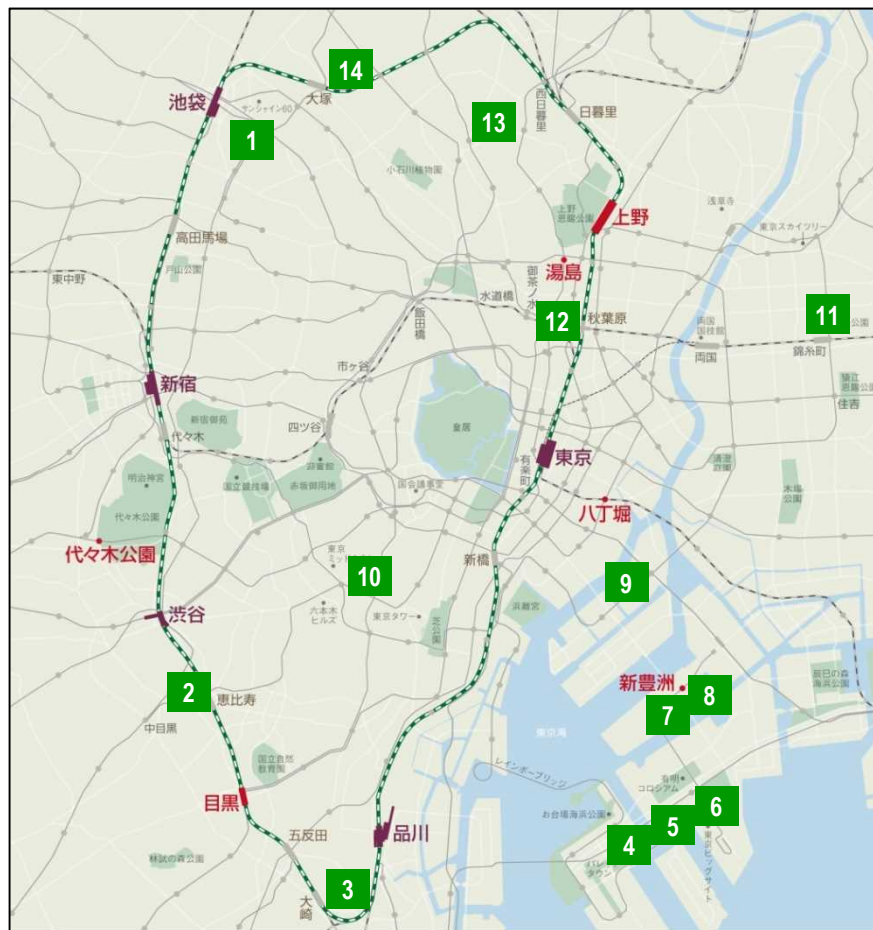 14
池袋
大塚
サンシャイン60
1
13
西日暮里
日暮里
小石川植物園
高田馬場
戸山公園
上野
恩賜公園
上野
浅草寺
東京スカイツリー
湯島
東中野
水道橋
御茶ノ水
飯田橋
12
秋葉原
両国
国技館
両国
11
公園
錦糸町
市ヶ谷
新宿
新宿御苑
四ツ谷
皇居
猿江
恩賜公園
住吉
代々木
東京
有楽町
明治神宮
国立競技場
迎賓館
赤坂御用地
国会議事堂
清澄
庭園
木場
公園
代々木公園
八丁堀
代々木公園
新橋
東京
ミッド
10
9
六本木
ヒルズ
東京タワー
芝公園
浜離宮
渋谷
2
恵比寿
中目黒
新豊洲
8
7
辰巳の森
海浜公園
東京湾
国立自然
教育園
レインボーブリッジ
有明
コロシアム
目黒
お台場海浜公園
6
5
4
東京ビッグサイト
パレット
タウン
五反田
品川
林試の森公園
3
大崎